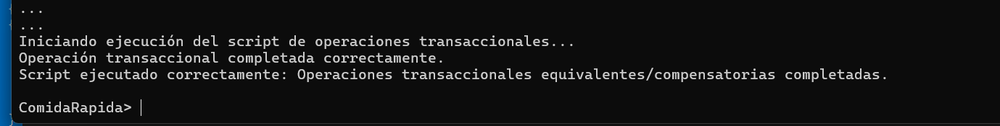 ...
...
Iniciando ejecución del script de operaciones transaccionales...
Operación transaccional completada correctamente.
Script ejecutado correctamente: Operaciones transaccionales equivalentes/compensatorias completadas.
ComidaRapida>